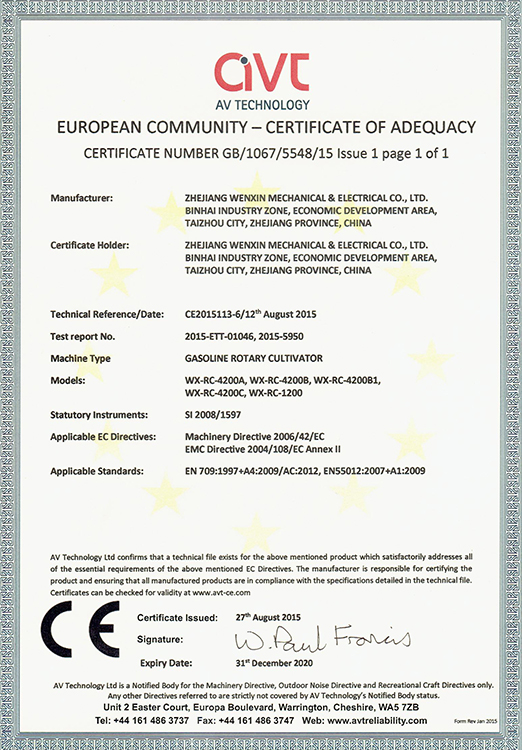 avt
AV TECHNOLOGY
EUROPEAN COMMUNITY – CERTIFICATE OF ADEQUACY
CERTIFICATE NUMBER GB/1067/5548/15 Issue 1 page 1 of 1
Manufacturer: ZHEJIANG WENXIN MECHANICAL & ELECTRICAL CO., LTD.
BINHAI INDUSTRY ZONE, ECONOMIC DEVELOPMENT AREA,
TAIZHOU CITY, ZHEJIANG PROVINCE, CHINA
Certificate Holder: ZHEJIANG WENXIN MECHANICAL & ELECTRICAL CO., LTD.
BINHAI INDUSTRY ZONE, ECONOMIC DEVELOPMENT AREA,
TAIZHOU CITY, ZHEJIANG PROVINCE, CHINA
Technical Reference/Date: CE2015113-6/12th August 2015
Test report No. 2015-ETT-01046, 2015-5950
Machine Type GASOLINE ROTARY CULTIVATOR
Models: WX-RC-4200A, WX-RC-4200B, WX-RC-4200B1,
WX-RC-4200C, WX-RC-1200
Statutory Instruments: SI 2008/1597
Applicable EC Directives: Machinery Directive 2006/42/EC
EMC Directive 2004/108/EC Annex II
Applicable Standards: EN 709:1997+A4:2009/AC:2012, EN55012:2007+A1:2009
AV Technology Ltd confirms that a technical file exists for the above mentioned product which satisfactorily addresses all
of the essential requirements of the above mentioned EC Directives. The manufacturer is responsible for certifying the
product and ensuring that all manufactured products are in compliance with the specifications detailed in the technical file.
Certificates can be checked for validity at www.avt-ce.com
CE
Certificate Issued: 27th August 2015
Signature: W. Paul Francis
Expiry Date: 31st December 2020
AV Technology Ltd is a Notified Body for the Machinery Directive, Outdoor Noise Directive and Recreational Craft Directives only.
Any other Directives referred to are strictly not covered by AV Technology's Notified Body status.
Unit 2 Easter Court, Europa Boulevard, Warrington, Cheshire, WA5 7ZB
Tel: +44 161 486 3737 Fax: +44 161 486 3747 Web: www.avtreliability.com
Form Rev Jan 2015